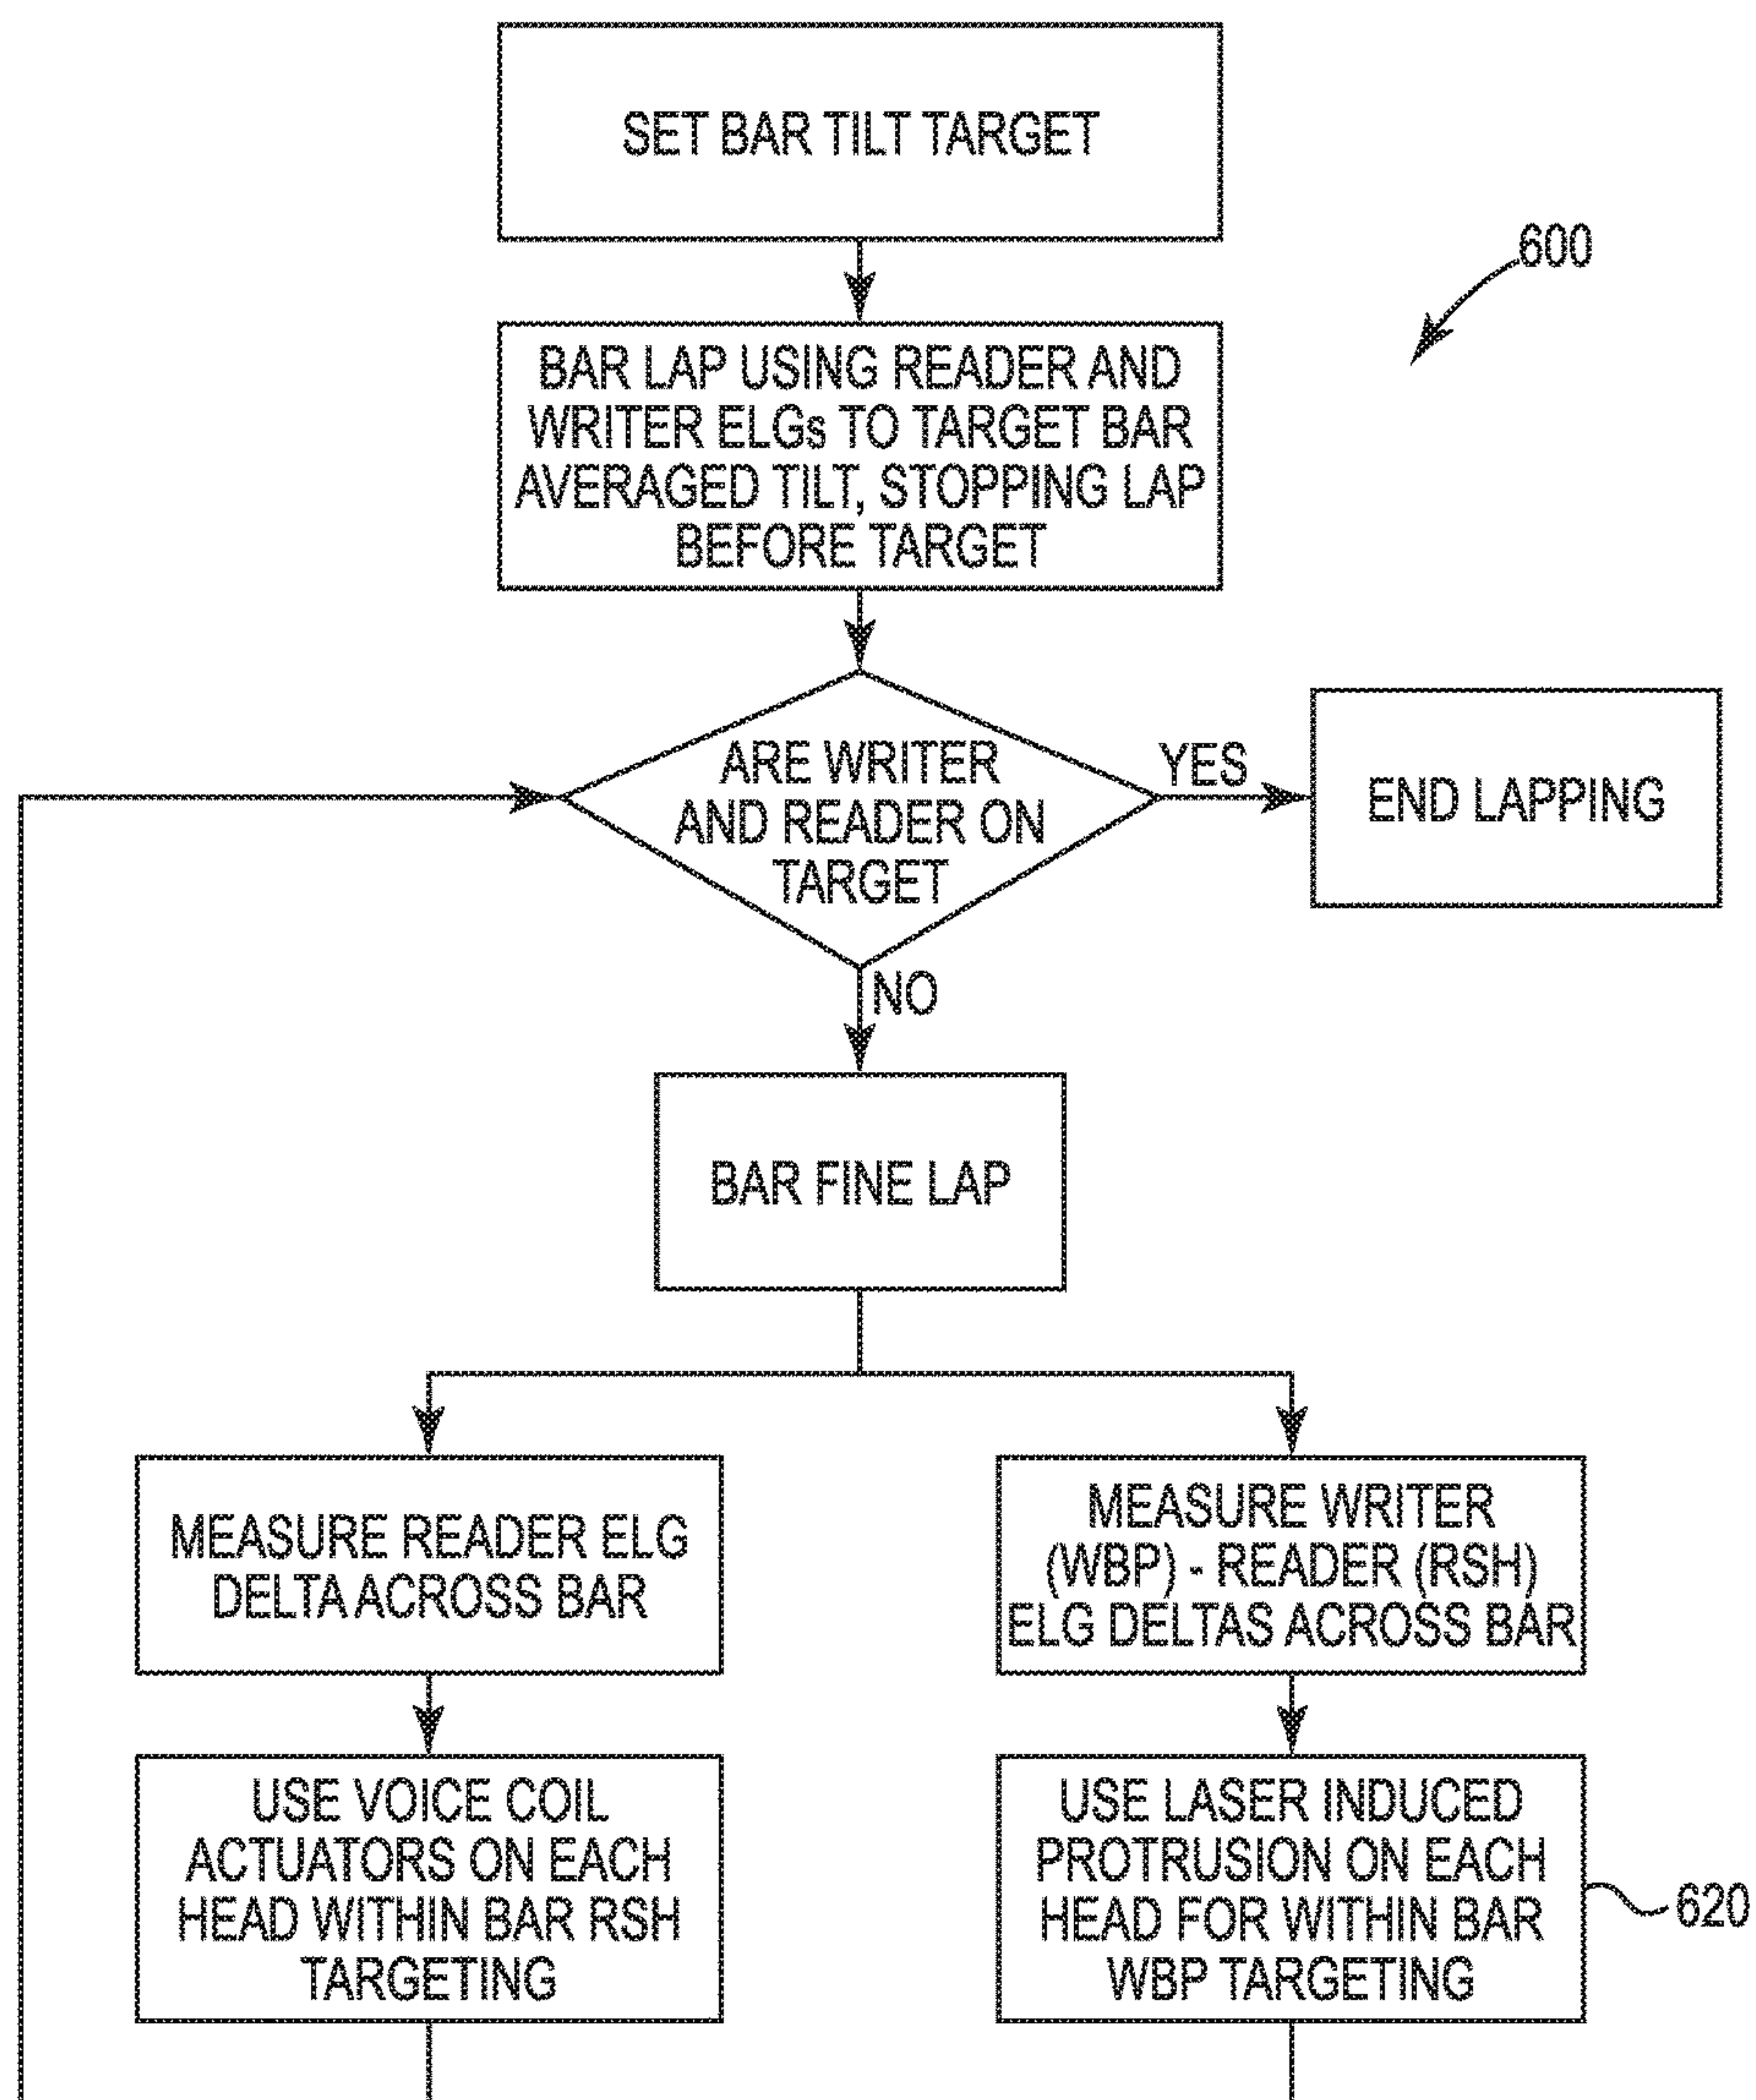 SET BAR TILT TARGET
600
BAR LAP USING READER AND
WRITER ELGs TO TARGET BAR
AVERAGED TILT, STOPPING LAP
BEFORE TARGET
ARE WRITER
AND READER ON
TARGET
YES
END LAPPING
NO
BAR FINE LAP
MEASURE READER ELG
DELTA ACROSS BAR
MEASURE WRITER
(WBP) - READER (RSH)
ELG DELTAS ACROSS BAR
USE VOICE COIL
ACTUATORS ON EACH
HEAD WITHIN BAR RSH
TARGETING
USE LASER INDUCED
PROTRUSION ON EACH
HEAD FOR WITHIN BAR
WBP TARGETING
620